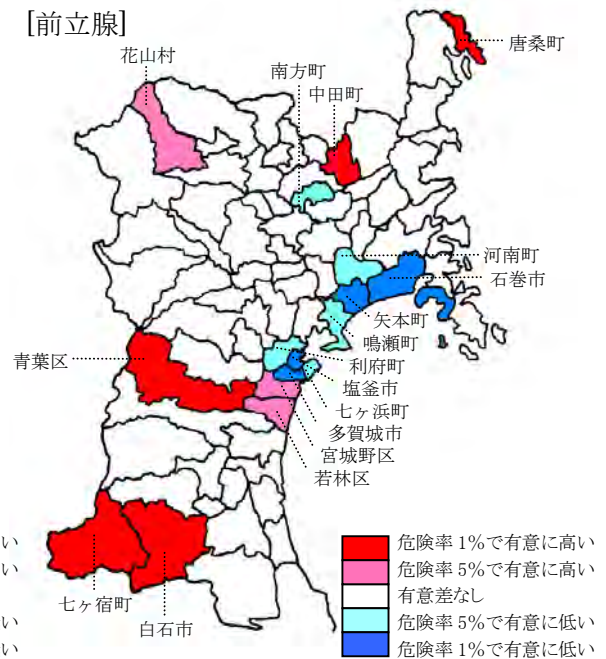 [前立腺]
唐桑町
花山村
南方町
中田町
河南町
石巻市
矢本町
鳴瀬町
青葉区
利府町
塩釜市
七ヶ浜町
多賀城市
宮城野区
若林区
い
危険率 1%で有意に高い
い
危険率 5%で有意に高い
有意差なし
七ヶ宿町
い
危険率 5%で有意に低い
白石市
い
危険率 1%で有意に低い